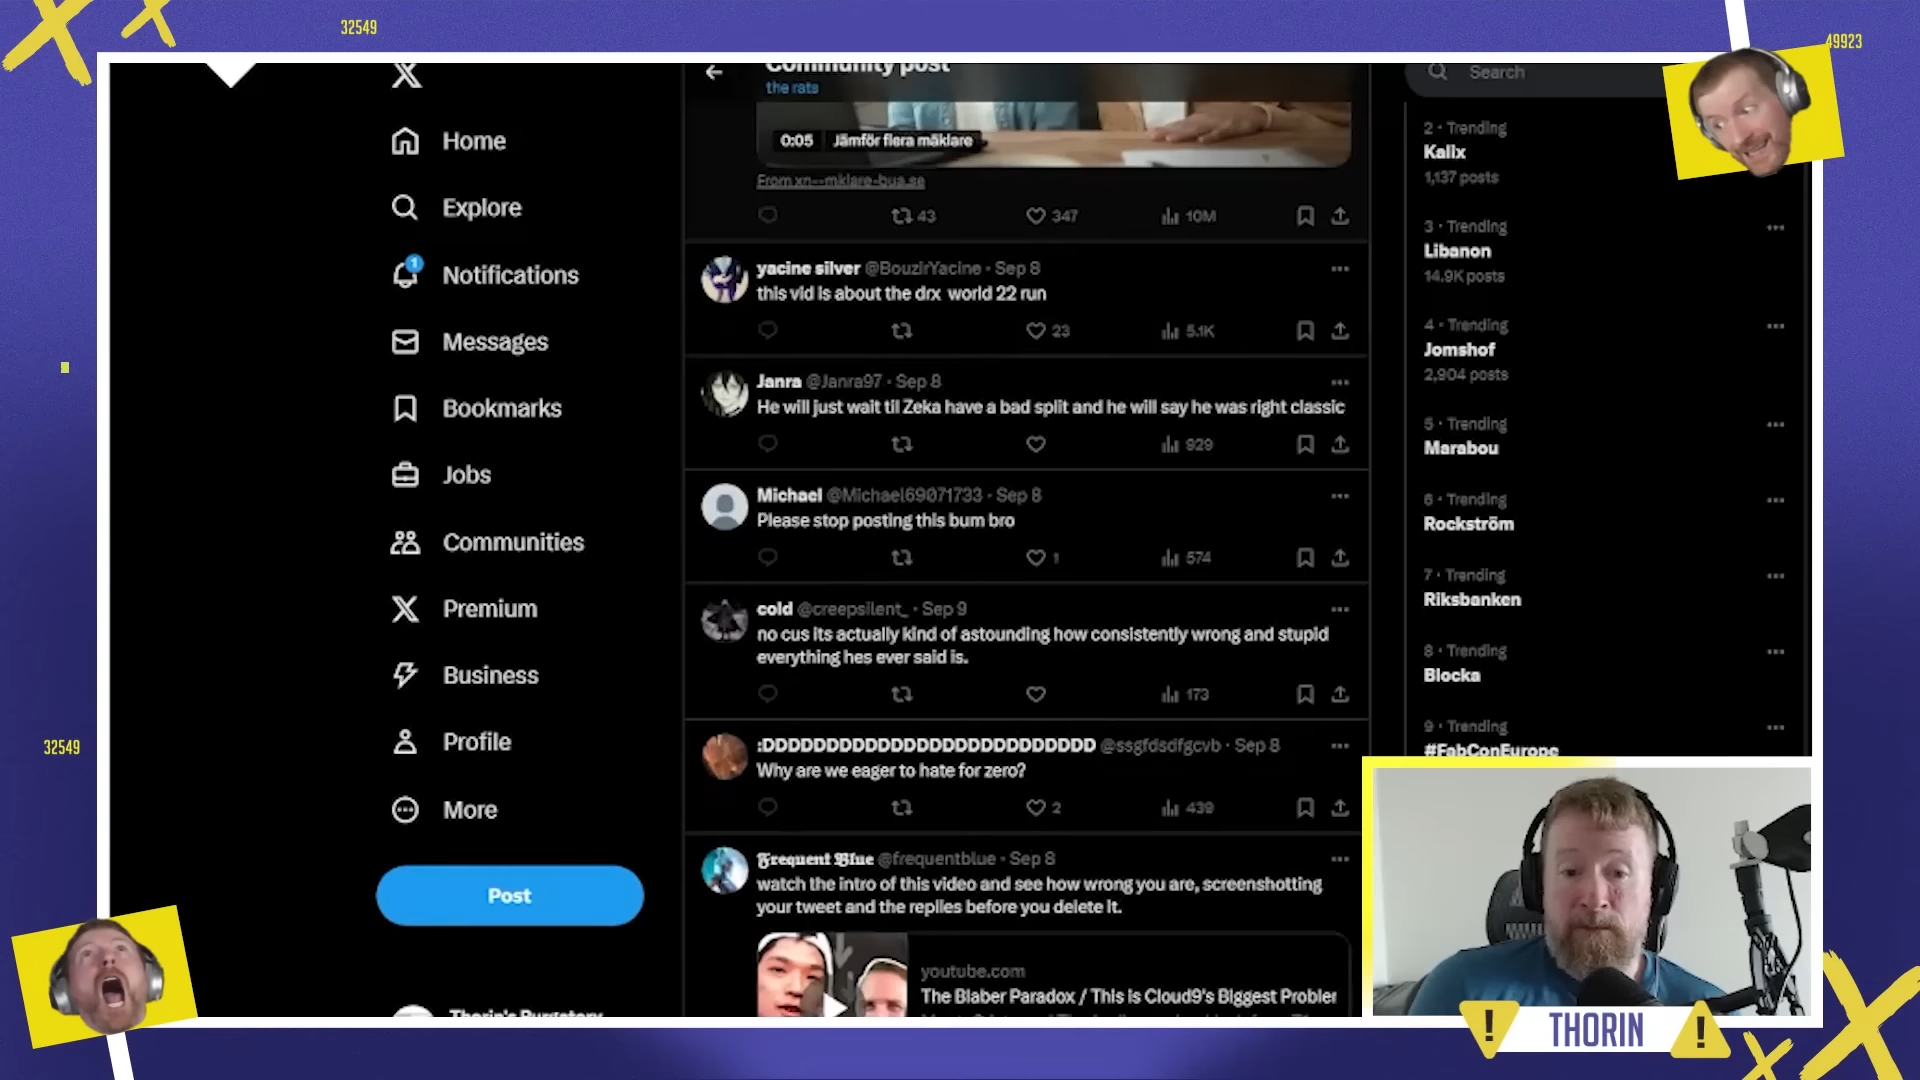 32549
49923
Community post
the rats
Search
0:05 Jämför flera mäklare
From xn--mklare-bua.se
43 347 10M
Home
Explore
1
Notifications
Messages
Bookmarks
Jobs
Communities
Premium
Business
Profile
More
Post
Thorin's Purgatory
yacine silver @BouzirYacine · Sep 8
this vid is about the drx world 22 run
23 5.1K
Janra @Janra97 · Sep 8
He will just wait til Zeka have a bad split and he will say he was right classic
929
Michael @Michael69071733 · Sep 8
Please stop posting this bum bro
1 574
cold @creepsilent_ · Sep 9
no cus its actually kind of astounding how consistently wrong and stupid
everything hes ever said is.
173
:DDDDDDDDDDDDDDDDDDDDDDDDDD @ssgfdsdfgcvb · Sep 8
Why are we eager to hate for zero?
2 439
Frequent Blue @frequentblue · Sep 8
watch the intro of this video and see how wrong you are, screenshotting
your tweet and the replies before you delete it.
youtube.com
The Blaber Paradox / This is Cloud9's Biggest Probler
2 · Trending
Kalix
1,137 posts
3 · Trending
Libanon
14.9K posts
4 · Trending
Jomshof
2,904 posts
5 · Trending
Marabou
6 · Trending
Rockström
7 · Trending
Riksbanken
8 · Trending
Blocka
9 · Trending
#FabConEurope
32549
! THORIN !